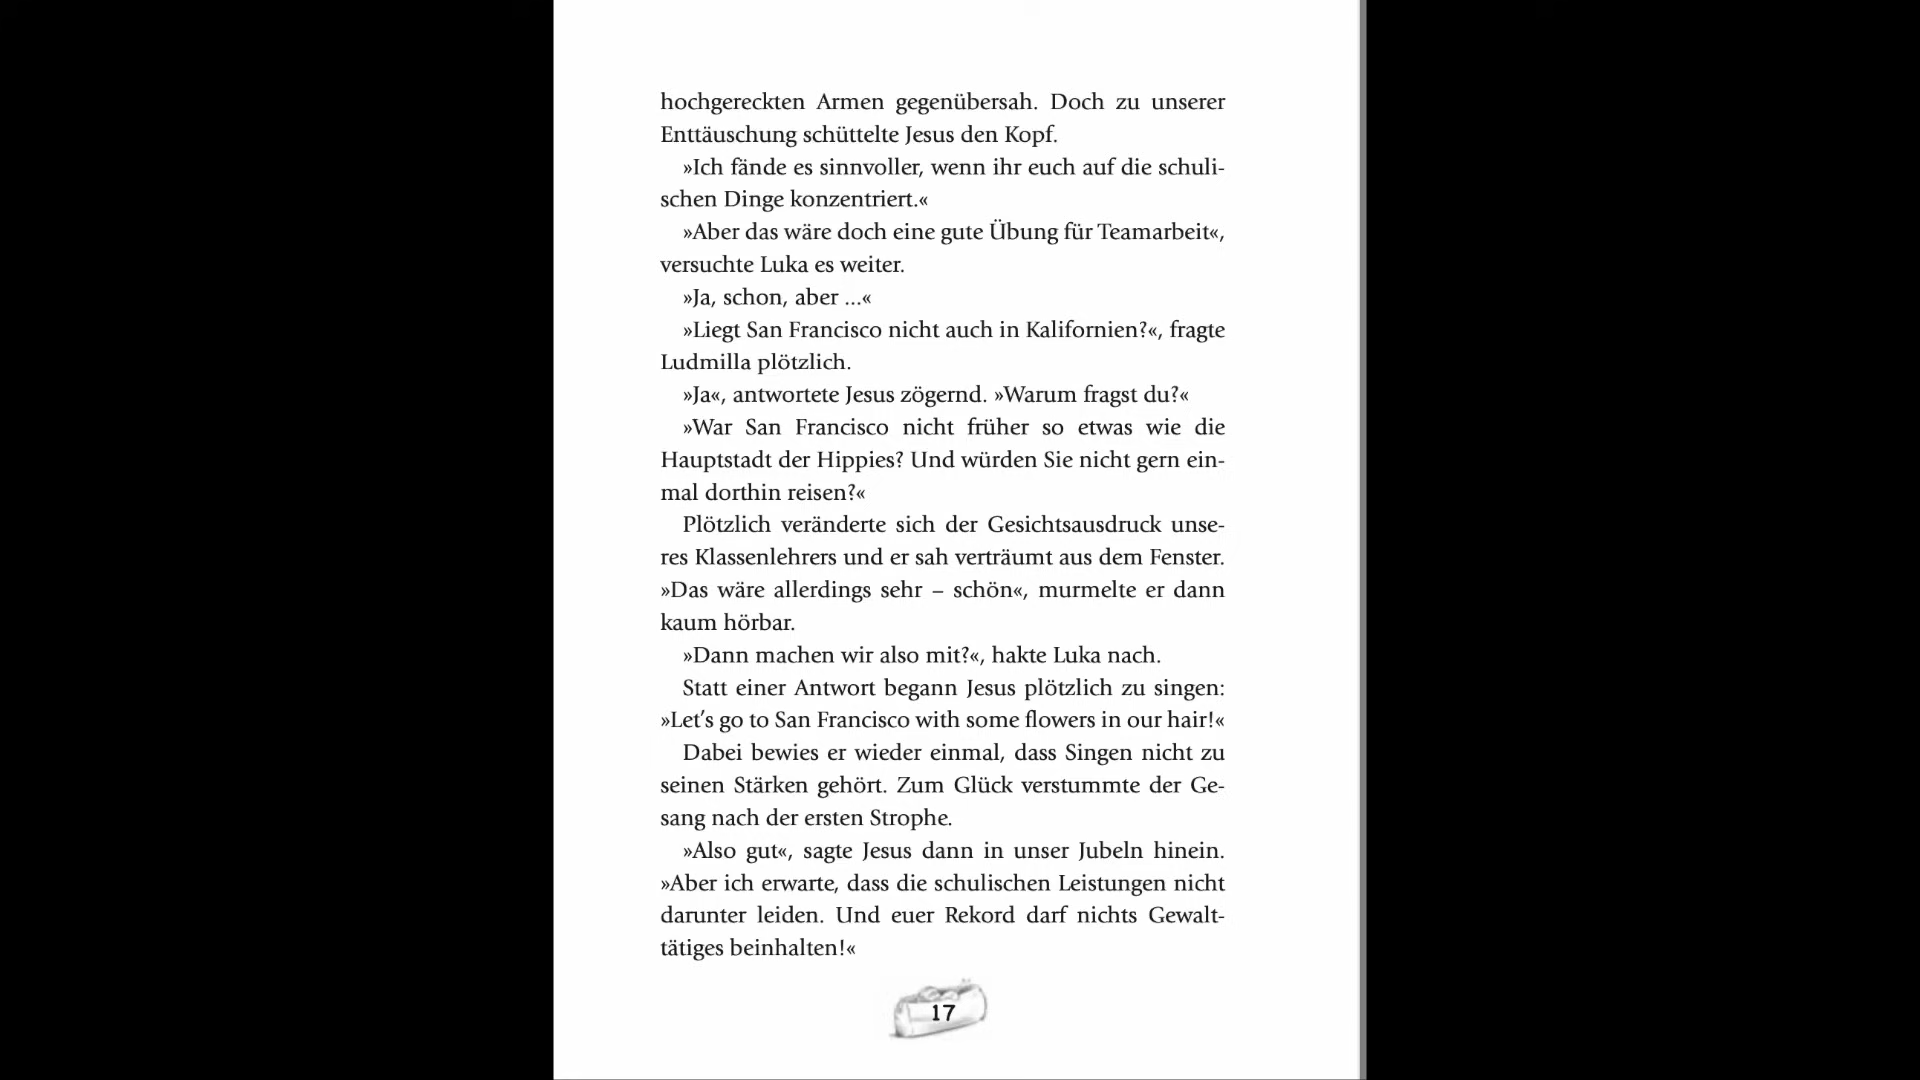 hochgereckten Armen gegenübersah. Doch zu unserer
Enttäuschung schüttelte Jesus den Kopf.
»Ich fände es sinnvoller, wenn ihr euch auf die schuli-
schen Dinge konzentriert.«
»Aber das wäre doch eine gute Übung für Teamarbeit«,
versuchte Luka es weiter.
»Ja, schon, aber ...«
»Liegt San Francisco nicht auch in Kalifornien?«, fragte
Ludmilla plötzlich.
»Ja«, antwortete Jesus zögernd. »Warum fragst du?«
»War San Francisco nicht früher so etwas wie die
Hauptstadt der Hippies? Und würden Sie nicht gern ein-
mal dorthin reisen?«
Plötzlich veränderte sich der Gesichtsausdruck unse-
res Klassenlehrers und er sah verträumt aus dem Fenster.
»Das wäre allerdings sehr – schön«, murmelte er dann
kaum hörbar.
»Dann machen wir also mit?«, hakte Luka nach.
Statt einer Antwort begann Jesus plötzlich zu singen:
»Let's go to San Francisco with some flowers in our hair!«
Dabei bewies er wieder einmal, dass Singen nicht zu
seinen Stärken gehört. Zum Glück verstummte der Ge-
sang nach der ersten Strophe.
»Also gut«, sagte Jesus dann in unser Jubeln hinein.
»Aber ich erwarte, dass die schulischen Leistungen nicht
darunter leiden. Und euer Rekord darf nichts Gewalt-
tätiges beinhalten!«
17